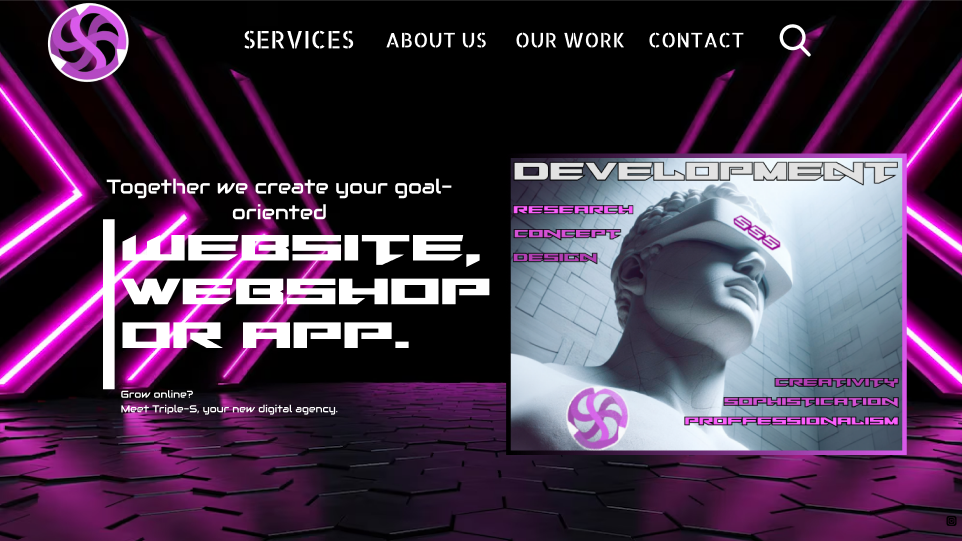 SERVICES ABOUT US OUR WORK CONTACT
Together we create your goal-
oriented
WEBSITE,
WEBSHOP
OR APP.
Grow online?
Meet Triple-S, your new digital agency.
DEVELOPMENT
RESEARCH
CONCEPT
DESIGN
SSS
CREATIVITY
SOPHISTICATION
PROFFESSIONALISM